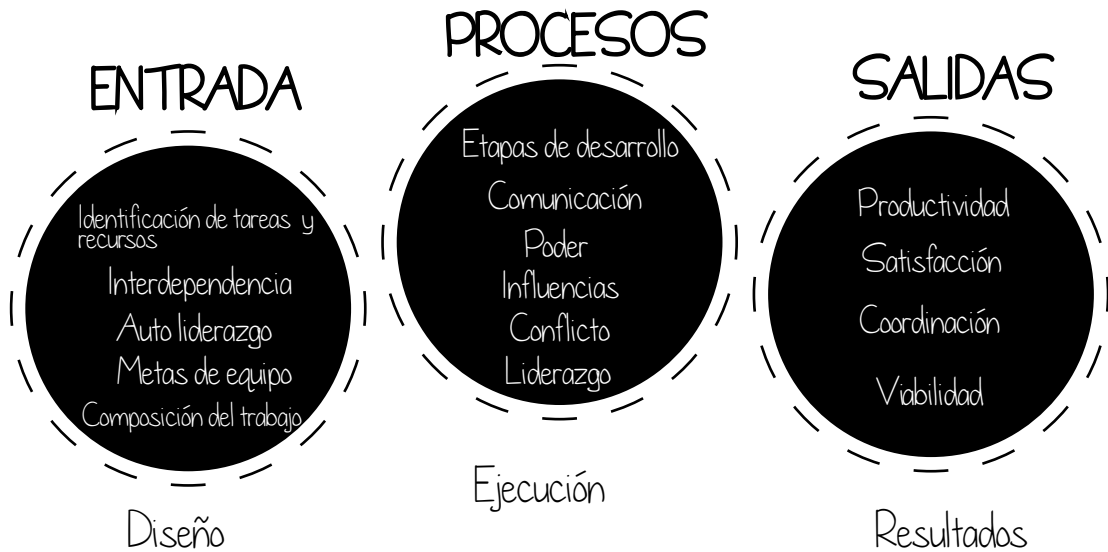 ENTRADA
Identificación de tareas y
recursos
Interdependencia
Auto liderazgo
Metas de equipo
Composición del trabajo
Diseño
PROCESOS
Etapas de desarrollo
Comunicación
Poder
Influencias
Conflicto
Liderazgo
Ejecución
SALIDAS
Productividad
Satisfacción
Coordinación
Viabilidad
Resultados